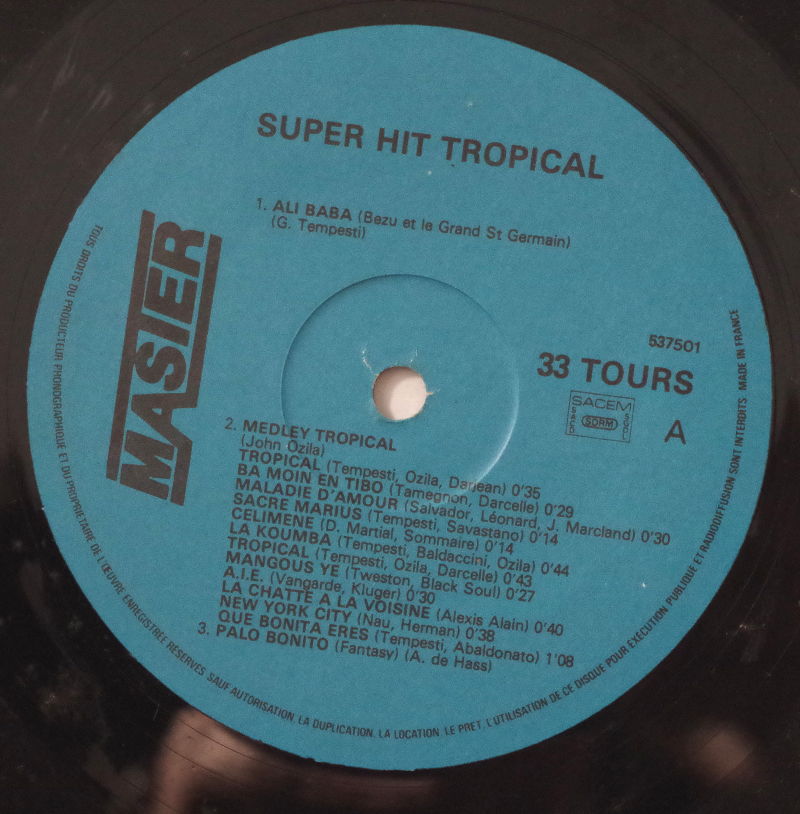 SUPER HIT TROPICAL
1. ALI BABA (Bezu et le Grand St Germain)
(G. Tempesti)
MASIER
537501
33 TOURS
SACEM
SACD
SDRM
SGDL
A
2. MEDLEY TROPICAL
(John Ozila)
TROPICAL (Tempesti, Ozila, Darjean) 0'35
BA MOIN EN TIBO (Tamegnon, Darcelle) 0'29
MALADIE D'AMOUR (Salvador, Léonard, J. Marcland) 0'30
SACRE MARIUS (Tempesti, Savastano) 0'14
CELIMENE (D. Martial, Sommaire) 0'14
LA KOUMBA (Tempesti, Baldaccini, Ozila) 0'44
TROPICAL (Tempesti, Ozila, Darcelle) 0'43
MANGOUS YE (Tweston, Black Soul) 0'27
A.I.E. (Vangarde, Kluger) 0'30
LA CHATTE A LA VOISINE (Alexis Alain) 0'40
NEW YORK CITY (Nau, Herman) 0'38
QUE BONITA ERES (Tempesti, Abaldonato) 1'08
3. PALO BONITO (Fantasy) (A. de Hass)
TOUS DROITS DU PRODUCTEUR PHONOGRAPHIQUE ET DU PROPRIETAIRE DE L'ŒUVRE ENREGISTREE RESERVES SAUF AUTORISATION. LA DUPLICATION. LA LOCATION. LE PRET. L'UTILISATION DE CE DISQUE POUR EXECUTION PUBLIQUE ET RADIODIFFUSION SONT INTERDITS MADE IN FRANCE